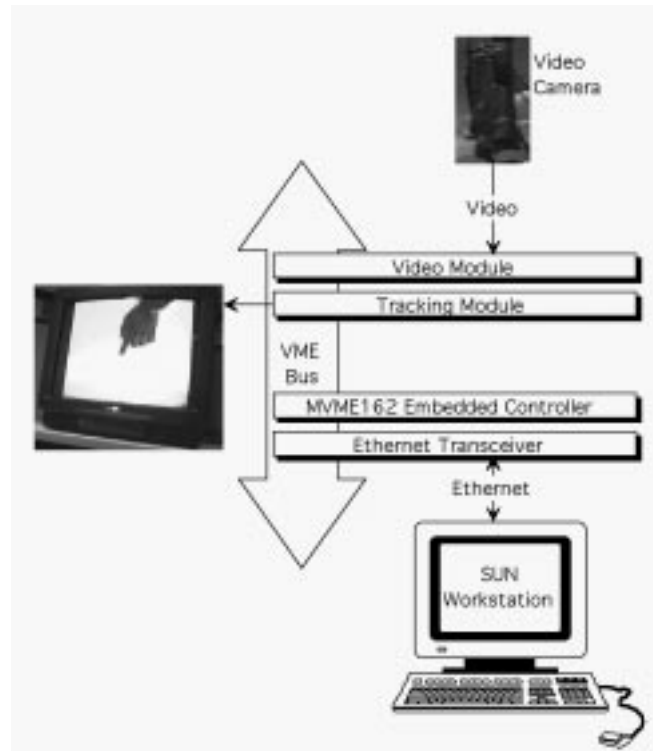 Video
Camera
Video
Video Module
Tracking Module
VME
Bus
MVME162 Embedded Controller
Ethernet Transceiver
Ethernet
SUN
Workstation